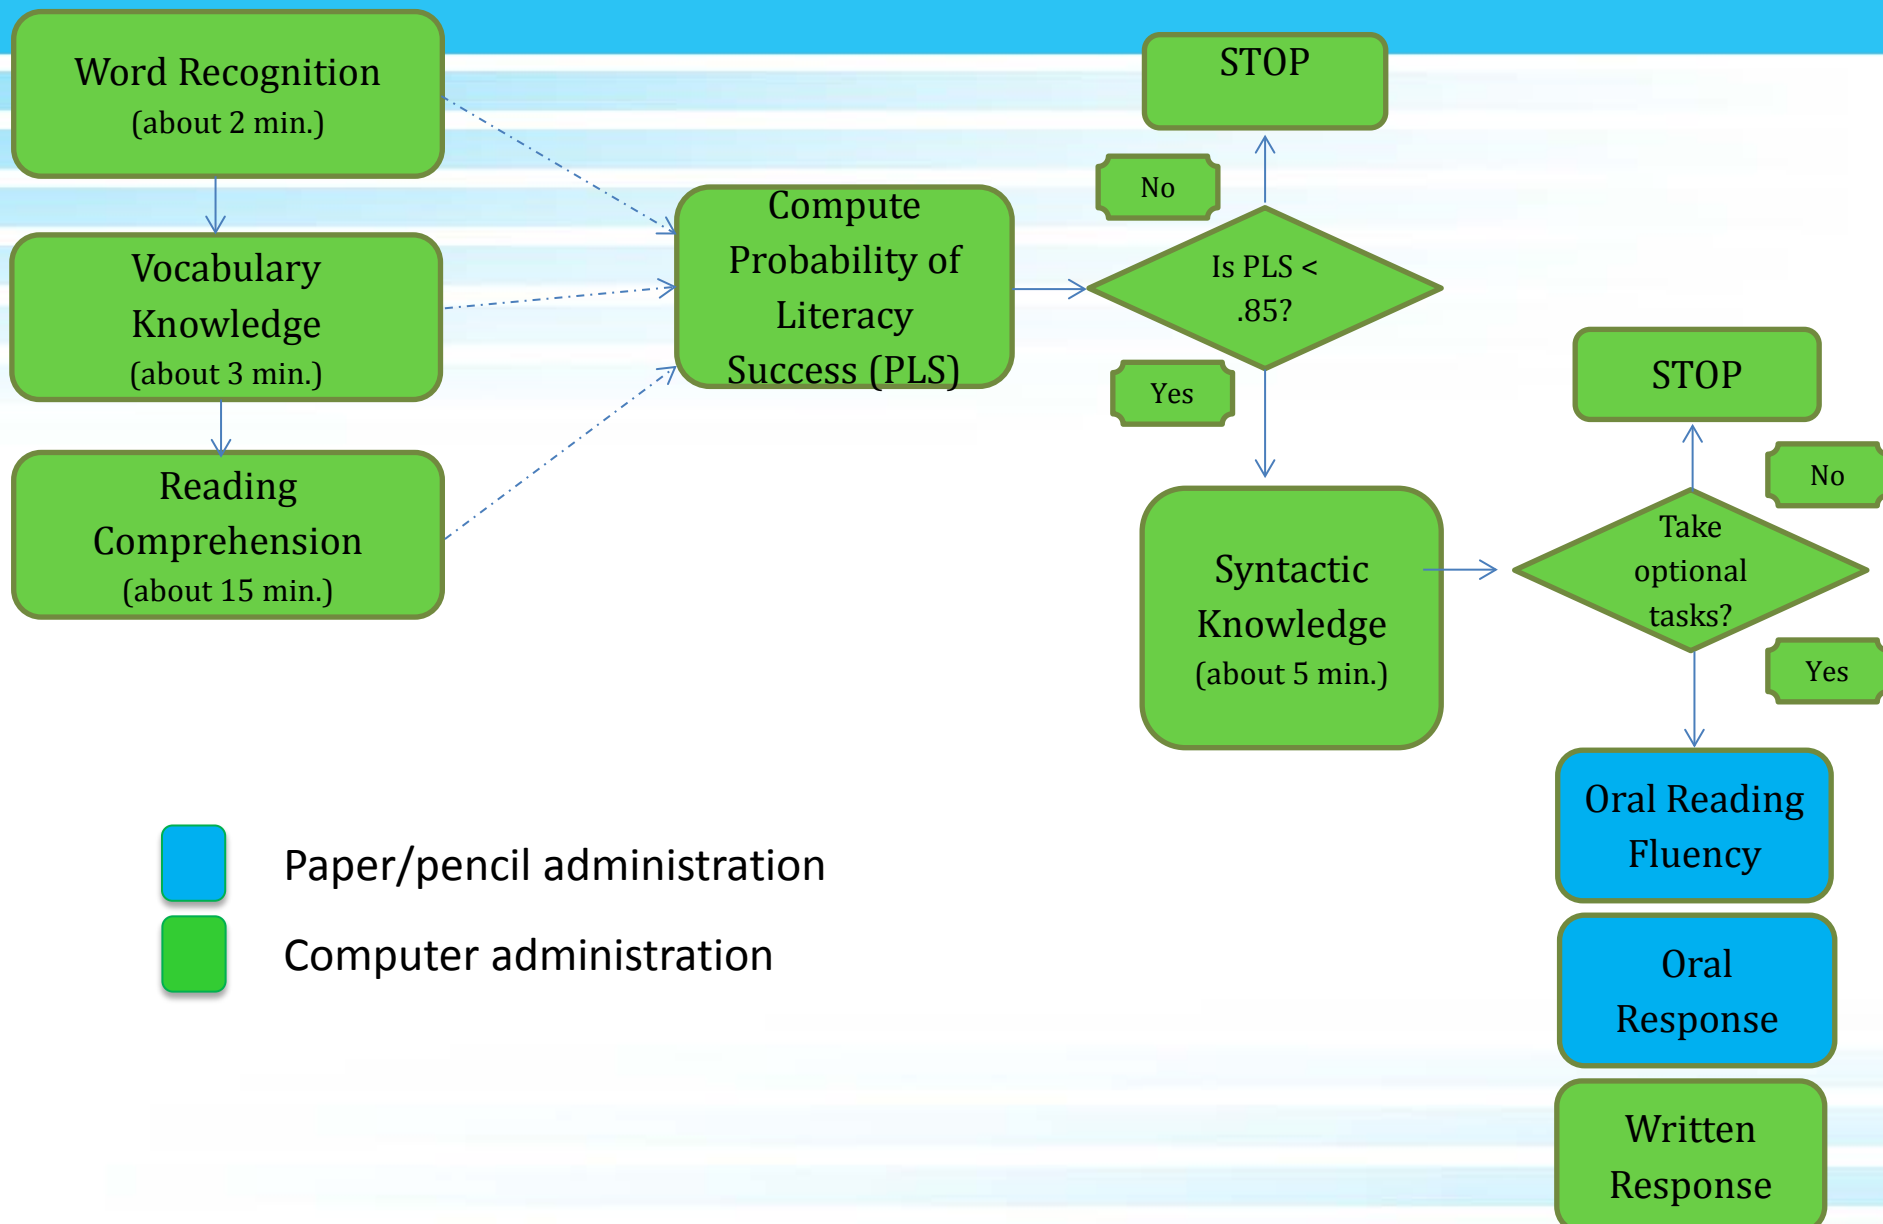 Word Recognition
(about 2 min.)
Vocabulary
Knowledge
(about 3 min.)
Reading
Comprehension
(about 15 min.)
Compute
Probability of
Literacy
Success (PLS)
STOP
No
Is PLS <
.85?
Yes
Syntactic
Knowledge
(about 5 min.)
STOP
No
Take
optional
tasks?
Yes
Oral Reading
Fluency
Oral
Response
Written
Response
Paper/pencil administration
Computer administration